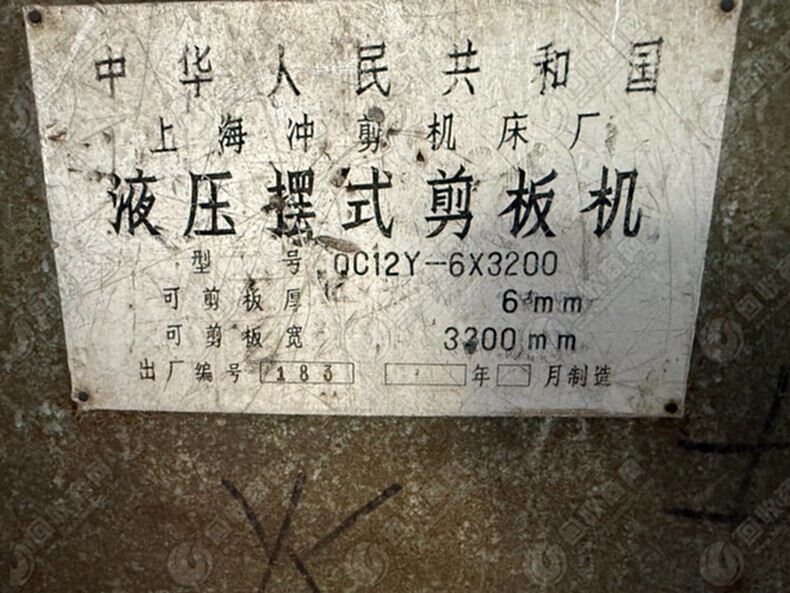 中华人民共和国
上海冲剪机床厂
液压摆式剪板机
型号 QC12Y-6X3200
可剪板厚 6mm
可剪板宽 3200mm
出厂编号 183 年 月制造